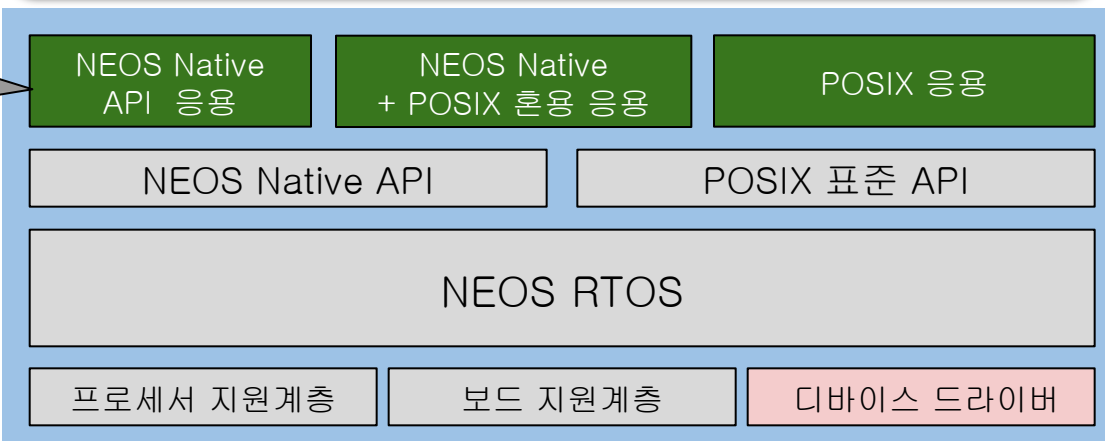 NEOS Native
API 응용
NEOS Native
+ POSIX 혼용 응용
POSIX 응용
NEOS Native API
POSIX 표준 API
NEOS RTOS
프로세서 지원계층
보드 지원계층
디바이스 드라이버